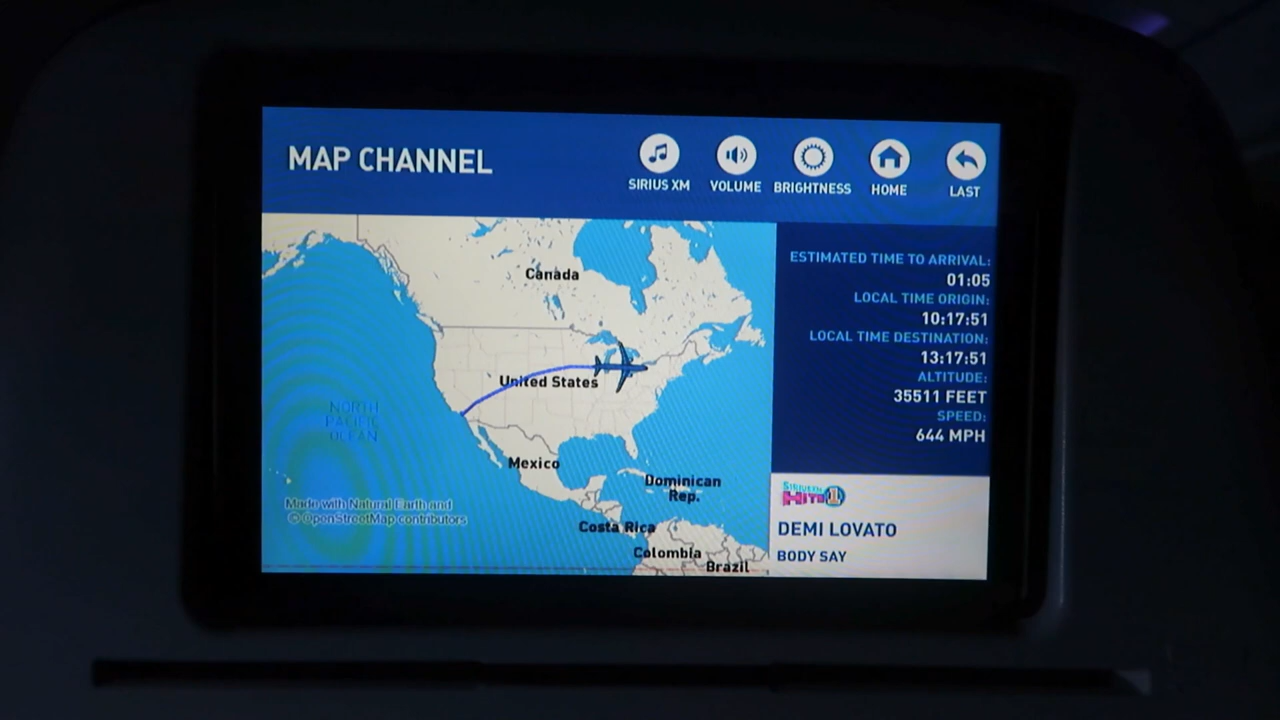 MAP CHANNEL
SIRIUS XM
VOLUME
BRIGHTNESS
HOME
LAST
Canada
United States
NORTH
PACIFIC
OCEAN
Mexico
Dominican
Rep.
Costa Rica
Colombia
Brazil
Made with Natural Earth and
© OpenStreetMap contributors
ESTIMATED TIME TO ARRIVAL:
01:05
LOCAL TIME ORIGIN:
10:17:51
LOCAL TIME DESTINATION:
13:17:51
ALTITUDE:
35511 FEET
SPEED:
644 MPH
SIRIUSXM
HITS 1
DEMI LOVATO
BODY SAY